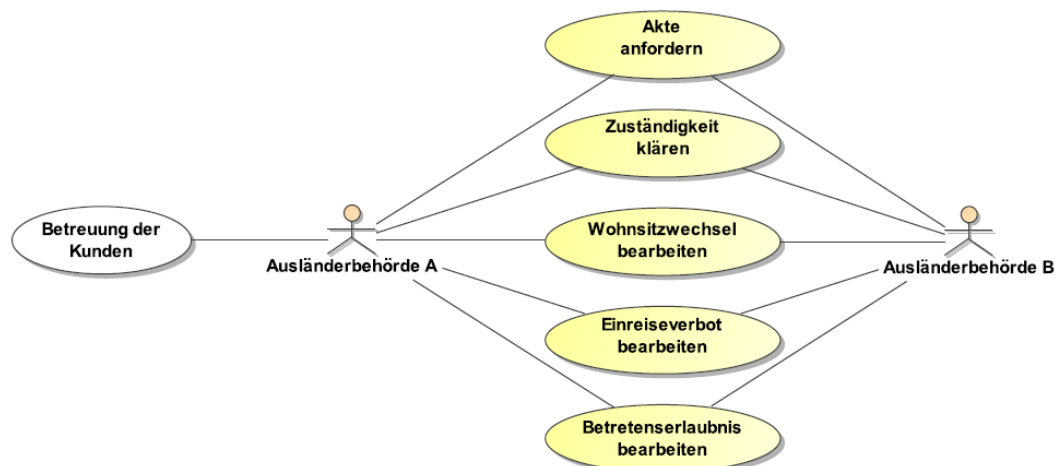 Akte
anfordern
Zuständigkeit
klären
Betreuung der
Kunden
Ausländerbehörde A
Wohnsitzwechsel
bearbeiten
Ausländerbehörde B
Einreiseverbot
bearbeiten
Betretenserlaubnis
bearbeiten